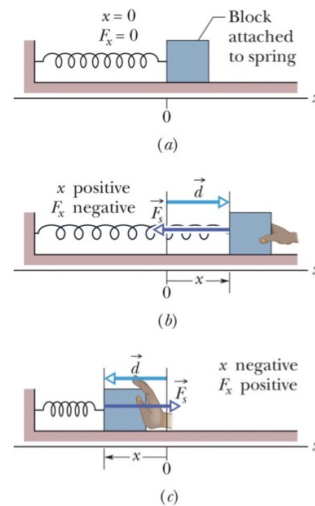 x = 0
F_x = 0
Block
attached
to spring
0
x
(a)
x positive
F_x negative
d
F_s
x
0
(b)
x negative
F_x positive
d
F_s
x
0
(c)